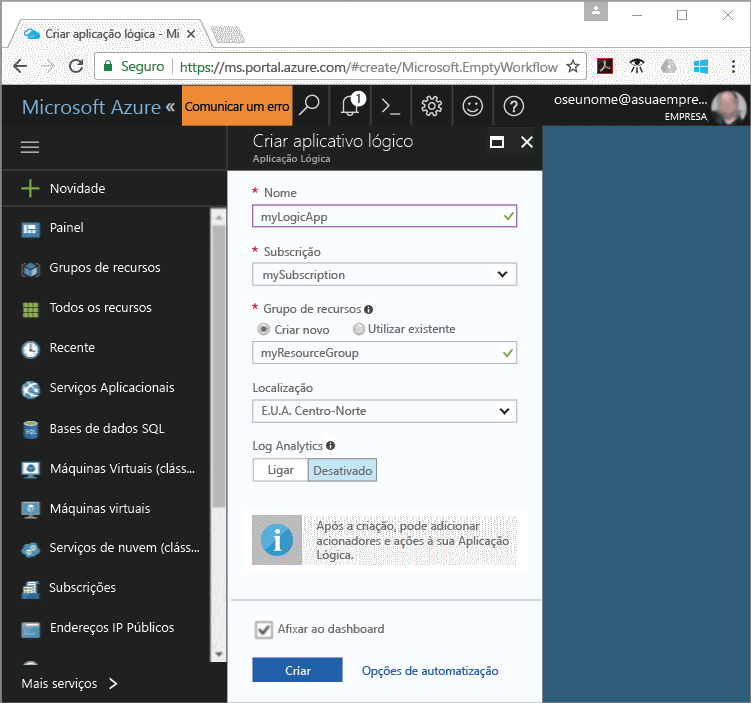 Criar aplicação lógica - Mi
Seguro
https://ms.portal.azure.com/#create/Microsoft.EmptyWorkflow
Microsoft Azure «
Comunicar um erro
1
oseunome@asuaempre...
EMPRESA
Novidade
Painel
Grupos de recursos
Todos os recursos
Recente
Serviços Aplicacionais
Bases de dados SQL
Máquinas Virtuais (cláss...
Máquinas virtuais
Serviços de nuvem (cláss...
Subscrições
Endereços IP Públicos
Mais serviços
Criar aplicativo lógico
Aplicação Lógica
* Nome
myLogicApp
* Subscrição
mySubscription
* Grupo de recursos
Criar novo
Utilizar existente
myResourceGroup
Localização
E.U.A. Centro-Norte
Log Analytics
Ligar
Desativado
Após a criação, pode adicionar
acionadores e ações à sua Aplicação
Lógica.
Afixar ao dashboard
Criar
Opções de automatização